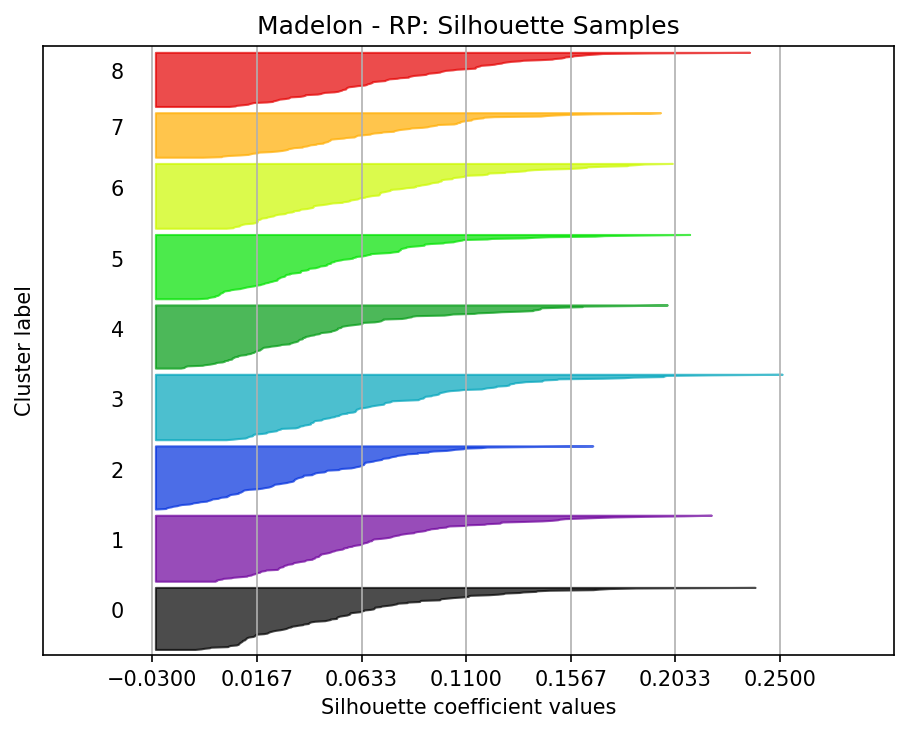 Madelon - RP: Silhouette Samples
8
7
6
5
4
3
2
1
0
Cluster label
−0.0300 0.0167 0.0633 0.1100 0.1567 0.2033 0.2500
Silhouette coefficient values